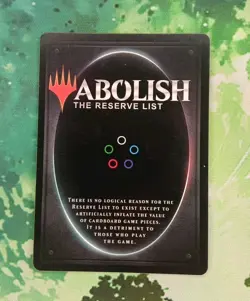 ABOLISH
THE RESERVE LIST
There is no logical reason for the
Reserve List to exist except to
artificially inflate the value
of cardboard game pieces.
It is a detriment to
those who play
the game.